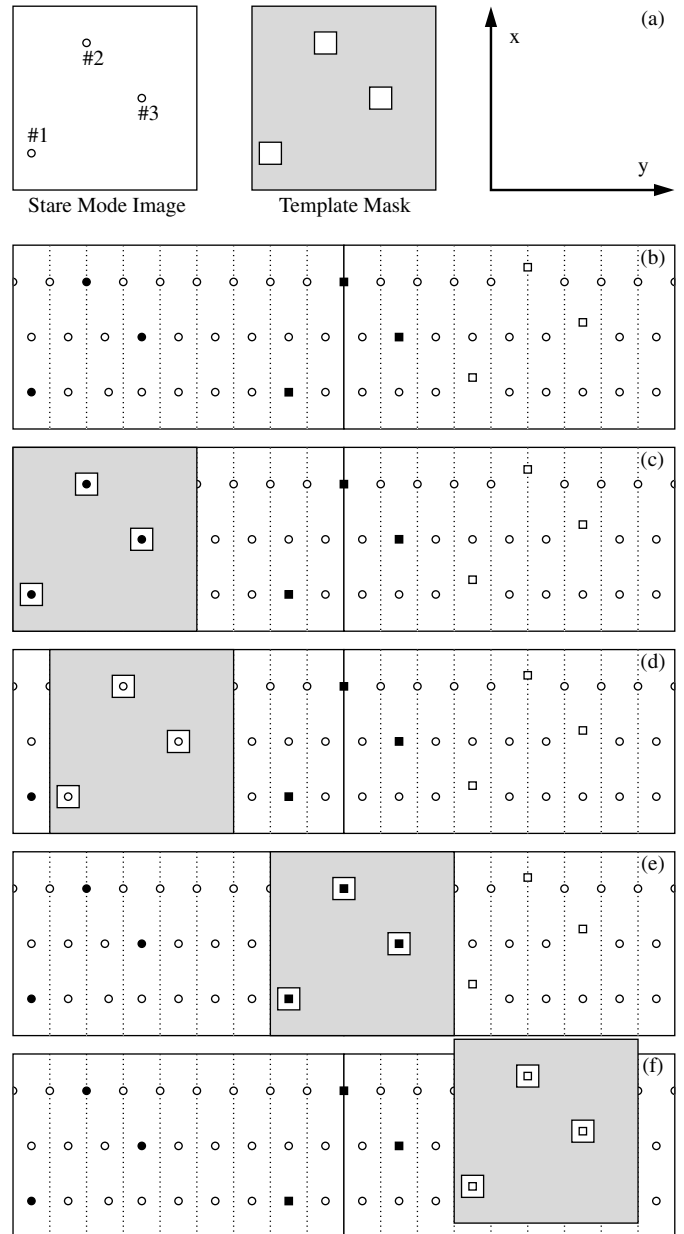 (a)
x
#2
#3
#1
y
Stare Mode Image
Template Mask
(b)
(c)
(d)
(e)
(f)